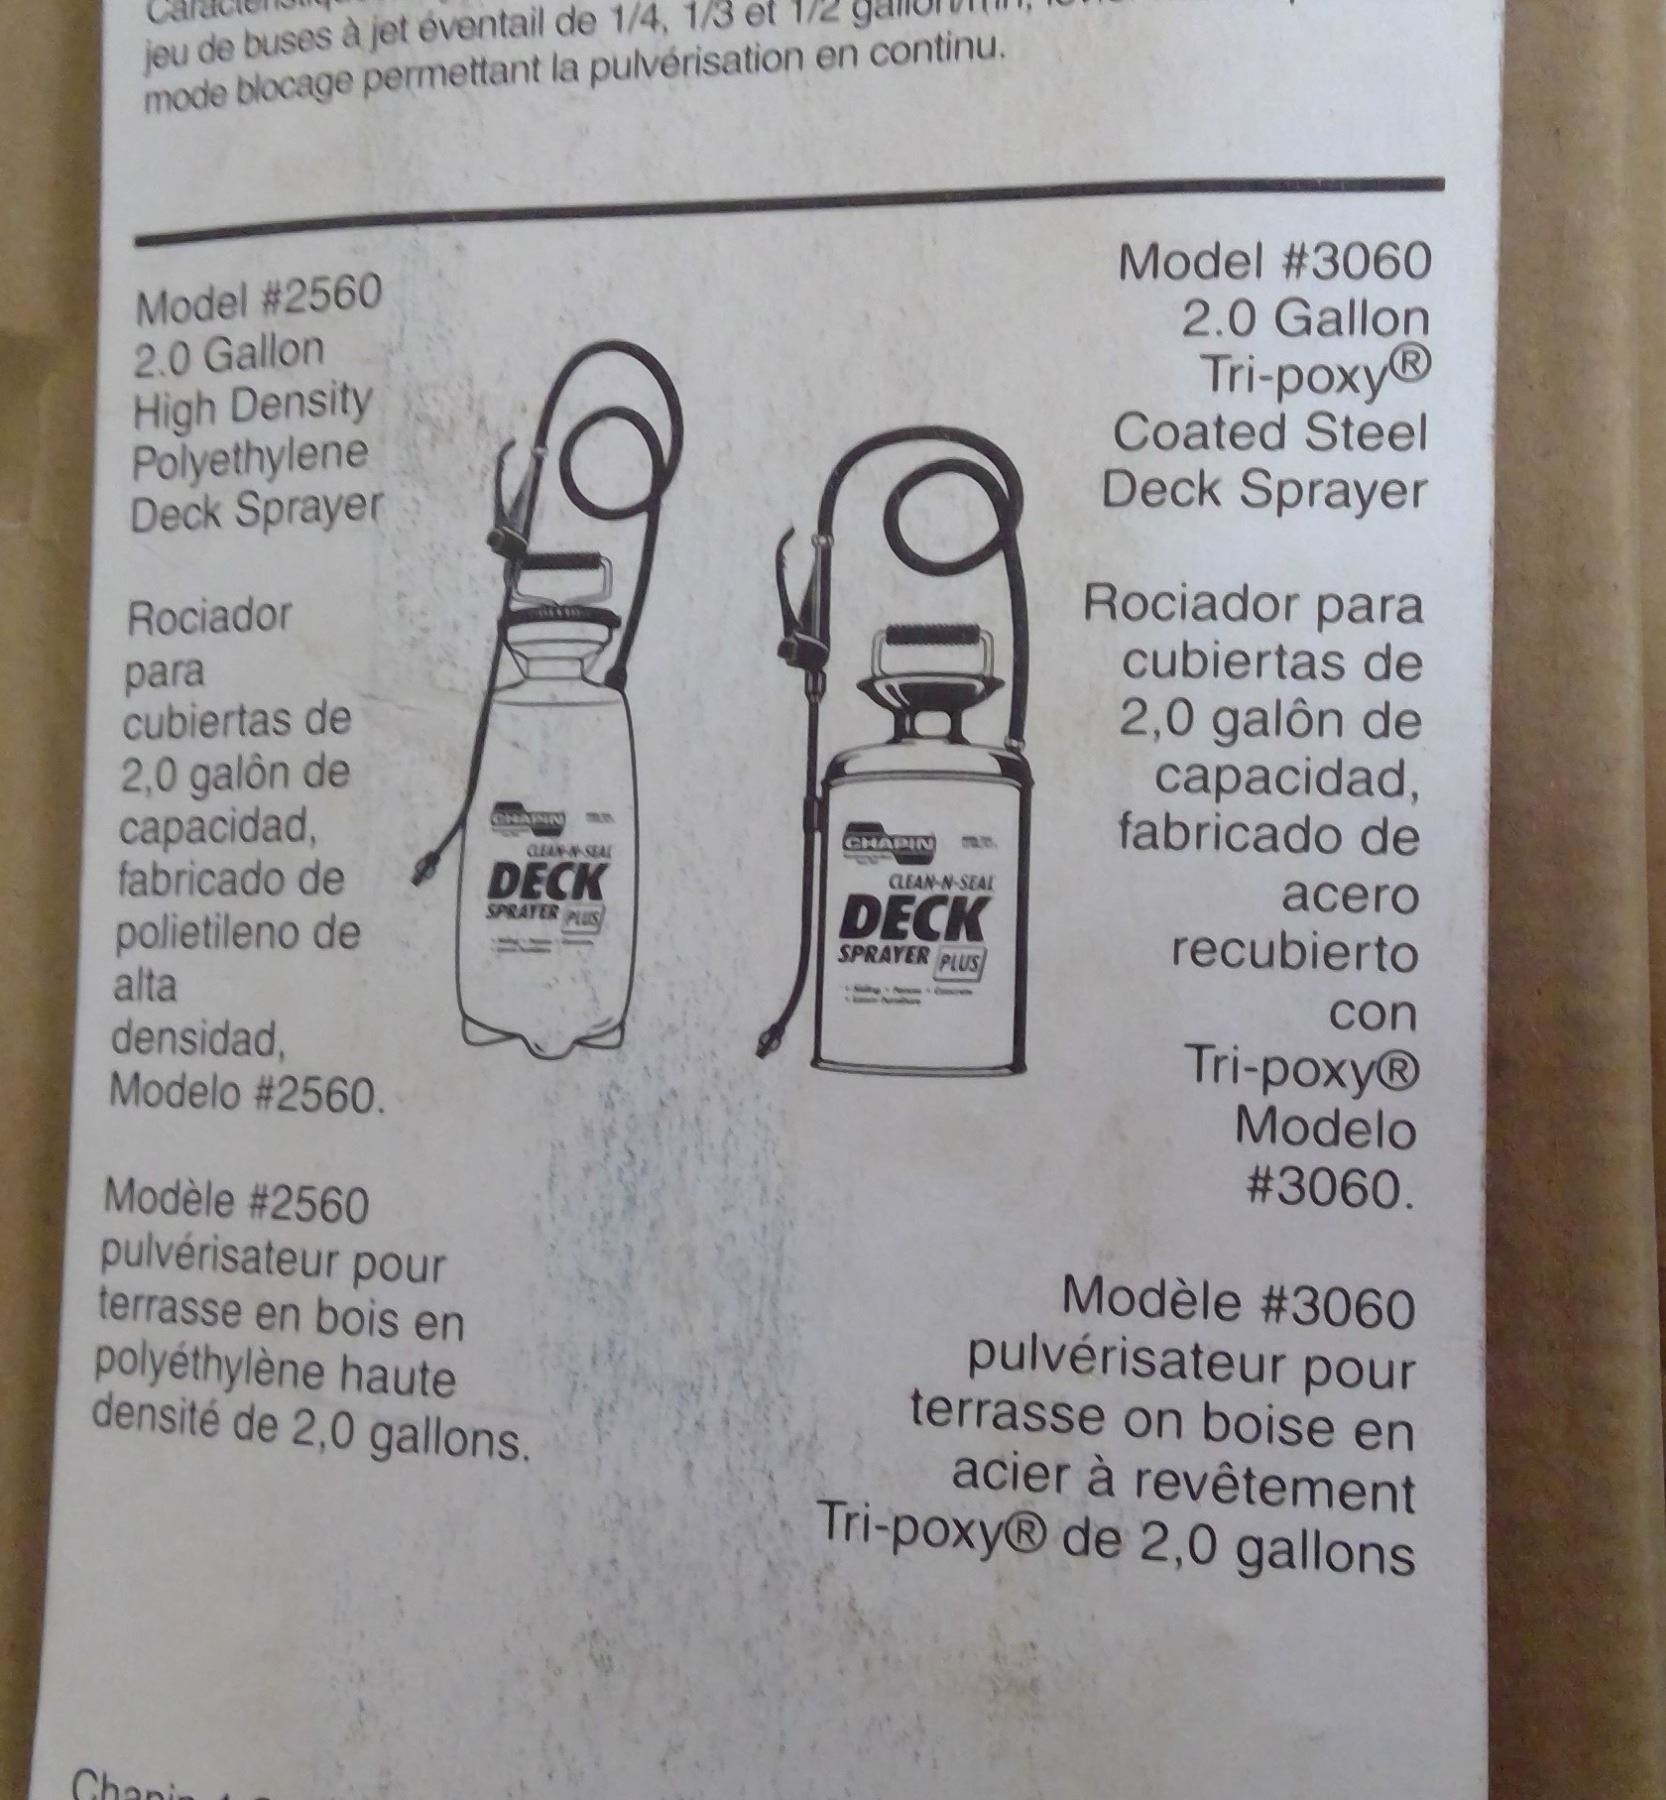 jeu de buses à jet éventail de 1/4, 1/3 et 1/2
mode blocage permettant la pulvérisation en continu.
Model #2560
2.0 Gallon
High Density
Polyethylene
Deck Sprayer
Rociador
para
cubiertas de
2,0 galôn de
capacidad,
fabricado de
polietileno de
alta
densidad,
Modelo #2560.
Modèle #2560
pulvérisateur pour
terrasse en bois en
polyéthylène haute
densité de 2,0 gallons.
CHAPIN
CLEAN-N-SEAL
DECK
SPRAYER PLUS
CHAPIN
CLEAN-N-SEAL
DECK
SPRAYER PLUS
Model #3060
2.0 Gallon
Tri-poxy®
Coated Steel
Deck Sprayer
Rociador para
cubiertas de
2,0 galôn de
capacidad,
fabricado de
acero
recubierto
con
Tri-poxy®
Modelo
#3060.
Modèle #3060
pulvérisateur pour
terrasse on boise en
acier à revêtement
Tri-poxy® de 2,0 gallons
Chapin